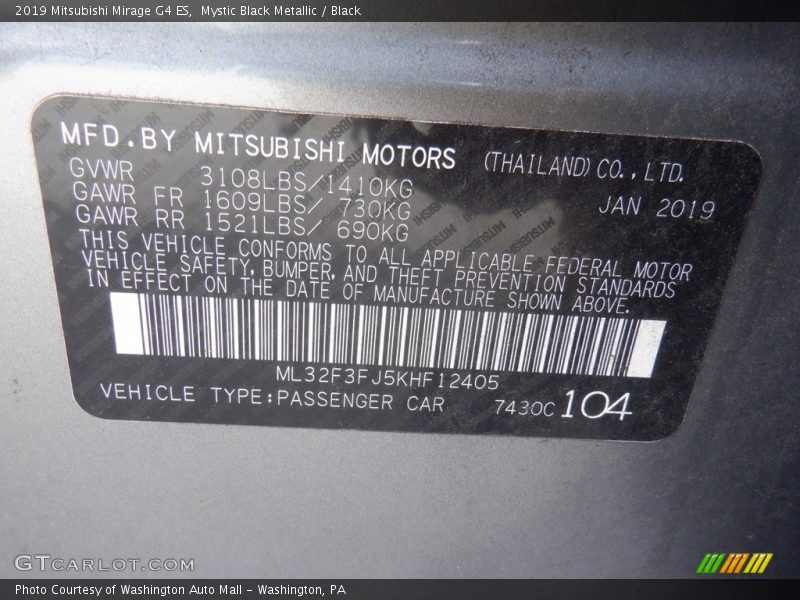 2019 Mitsubishi Mirage G4 ES, Mystic Black Metallic / Black
MFD.BY MITSUBISHI MOTORS (THAILAND) CO., LTD.
GVWR 3108LBS/1410KG JAN 2019
GAWR FR 1609LBS/ 730KG
GAWR RR 1521LBS/ 690KG
THIS VEHICLE CONFORMS TO ALL APPLICABLE FEDERAL MOTOR
VEHICLE SAFETY, BUMPER, AND THEFT PREVENTION STANDARDS
IN EFFECT ON THE DATE OF MANUFACTURE SHOWN ABOVE.
ML32F3FJ5KHF12405
VEHICLE TYPE:PASSENGER CAR 7430C 104
GTCARLOT.COM
Photo Courtesy of Washington Auto Mall - Washington, PA